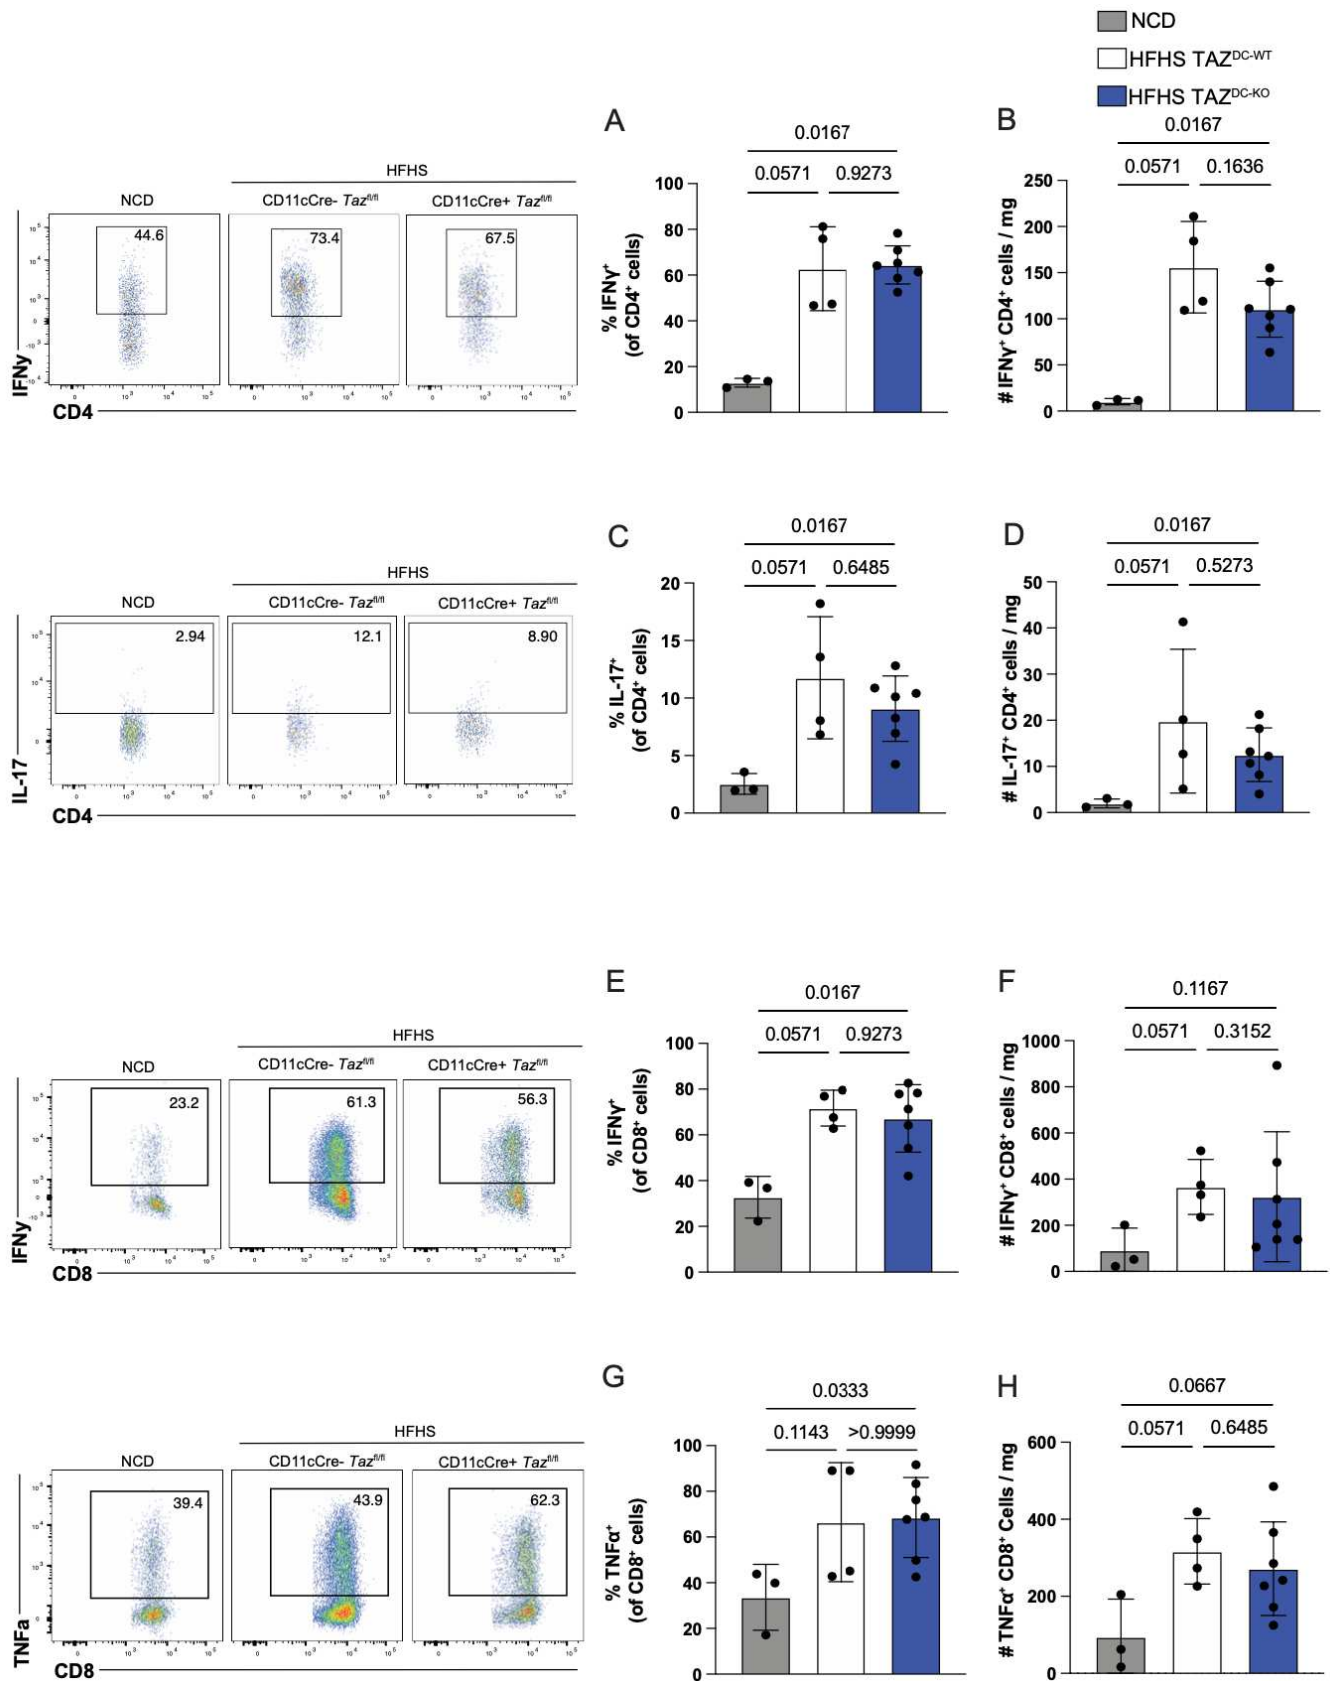 NCD
HFHS TAZDC-WT
HFHS TAZDC-KO
A
0.0167
0.0571 0.9273
% IFNγ+
(of CD4+ cells)
100
80
60
40
20
0
B
0.0167
0.0571 0.1636
# IFNγ+ CD4+ cells / mg
250
200
150
100
50
0
HFHS
NCD CD11cCre- Tazfl/fl CD11cCre+ Tazfl/fl
44.6 73.4 67.5
IFNy
CD4
C
0.0167
0.0571 0.6485
% IL-17+
(of CD4+ cells)
20
15
10
5
0
D
0.0167
0.0571 0.5273
# IL-17+ CD4+ cells / mg
50
40
30
20
10
0
HFHS
NCD CD11cCre- Tazfl/fl CD11cCre+ Tazfl/fl
2.94 12.1 8.90
IL-17
CD4
E
0.0167
0.0571 0.9273
% IFNγ+
(of CD8+ cells)
100
80
60
40
20
0
F
0.1167
0.0571 0.3152
# IFNγ+ CD8+ cells / mg
1000
800
600
400
200
0
HFHS
NCD CD11cCre- Tazfl/fl CD11cCre+ Tazfl/fl
23.2 61.3 56.3
IFNy
CD8
G
0.0333
0.1143 >0.9999
% TNFα+
(of CD8+ cells)
100
80
60
40
20
0
H
0.0667
0.0571 0.6485
# TNFα+ CD8+ Cells / mg
600
400
200
0
HFHS
NCD CD11cCre- Tazfl/fl CD11cCre+ Tazfl/fl
39.4 43.9 62.3
TNFa
CD8